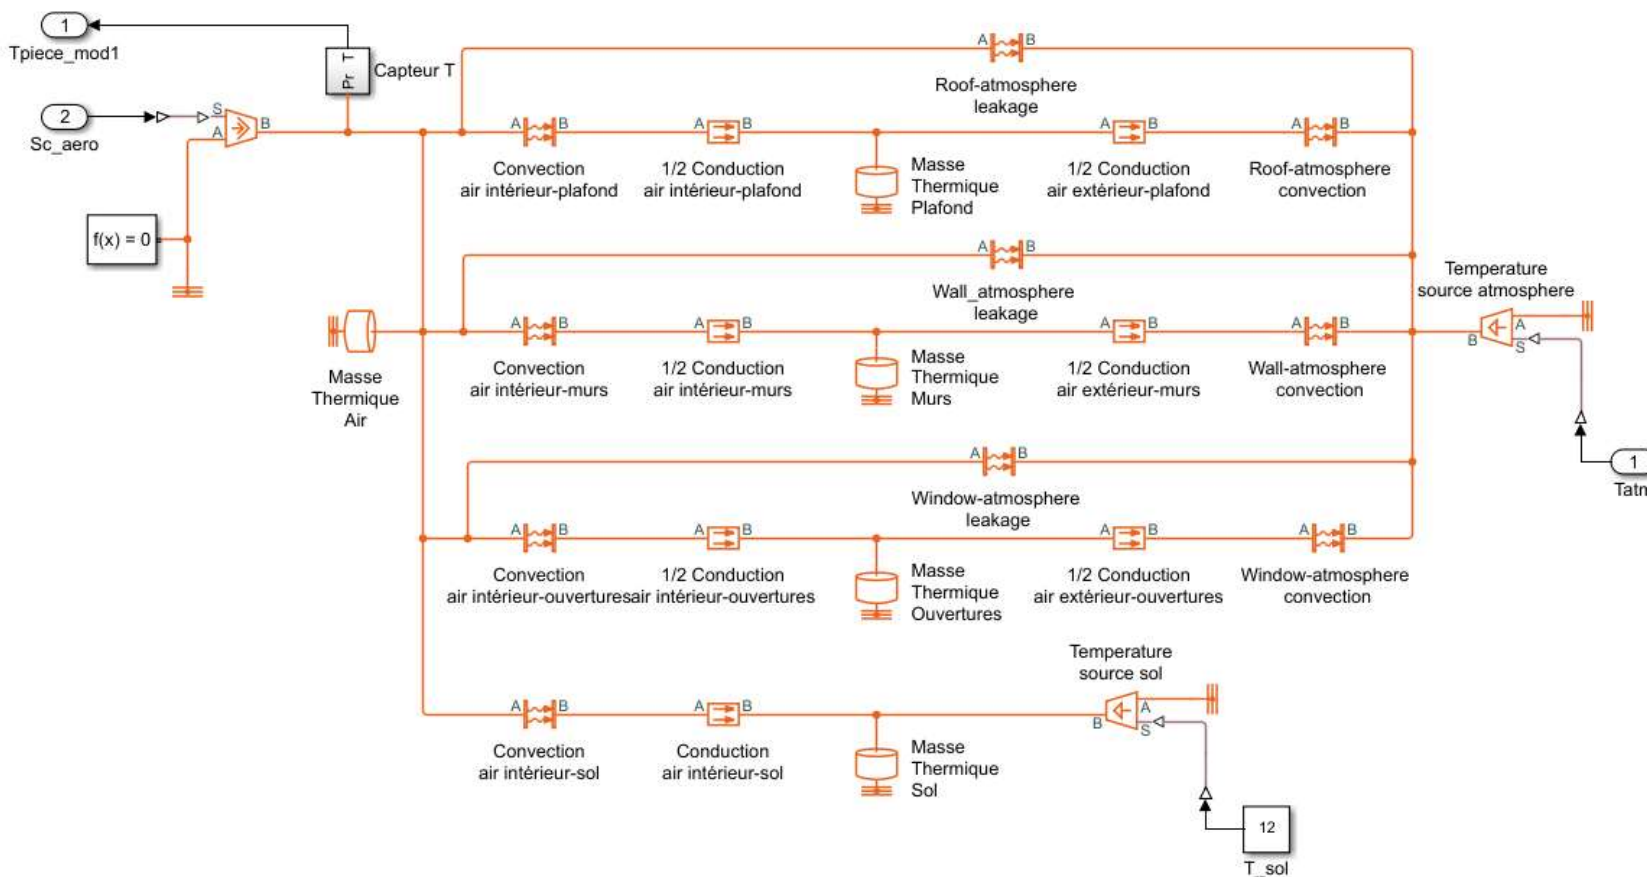 1
Tpiece_mod1
Pr T
Capteur T
A B
Roof-atmosphere
leakage
2
Sc_aero
S
A
B
A B
Convection
air intérieur-plafond
A B
1/2 Conduction
air intérieur-plafond
Masse
Thermique
Plafond
A B
1/2 Conduction
air extérieur-plafond
A B
Roof-atmosphere
convection
f(x) = 0
A B
Wall_atmosphere
leakage
Temperature
source atmosphere
A
B
S
Masse
Thermique
Air
A B
Convection
air intérieur-murs
A B
1/2 Conduction
air intérieur-murs
Masse
Thermique
Murs
A B
1/2 Conduction
air extérieur-murs
A B
Wall-atmosphere
convection
1
Tatm
A B
Window-atmosphere
leakage
A B
Convection
air intérieur-ouvertures
A B
1/2 Conduction
air intérieur-ouvertures
Masse
Thermique
Ouvertures
A B
1/2 Conduction
air extérieur-ouvertures
A B
Window-atmosphere
convection
Temperature
source sol
A
B
S
A B
Convection
air intérieur-sol
A B
Conduction
air intérieur-sol
Masse
Thermique
Sol
12
T_sol